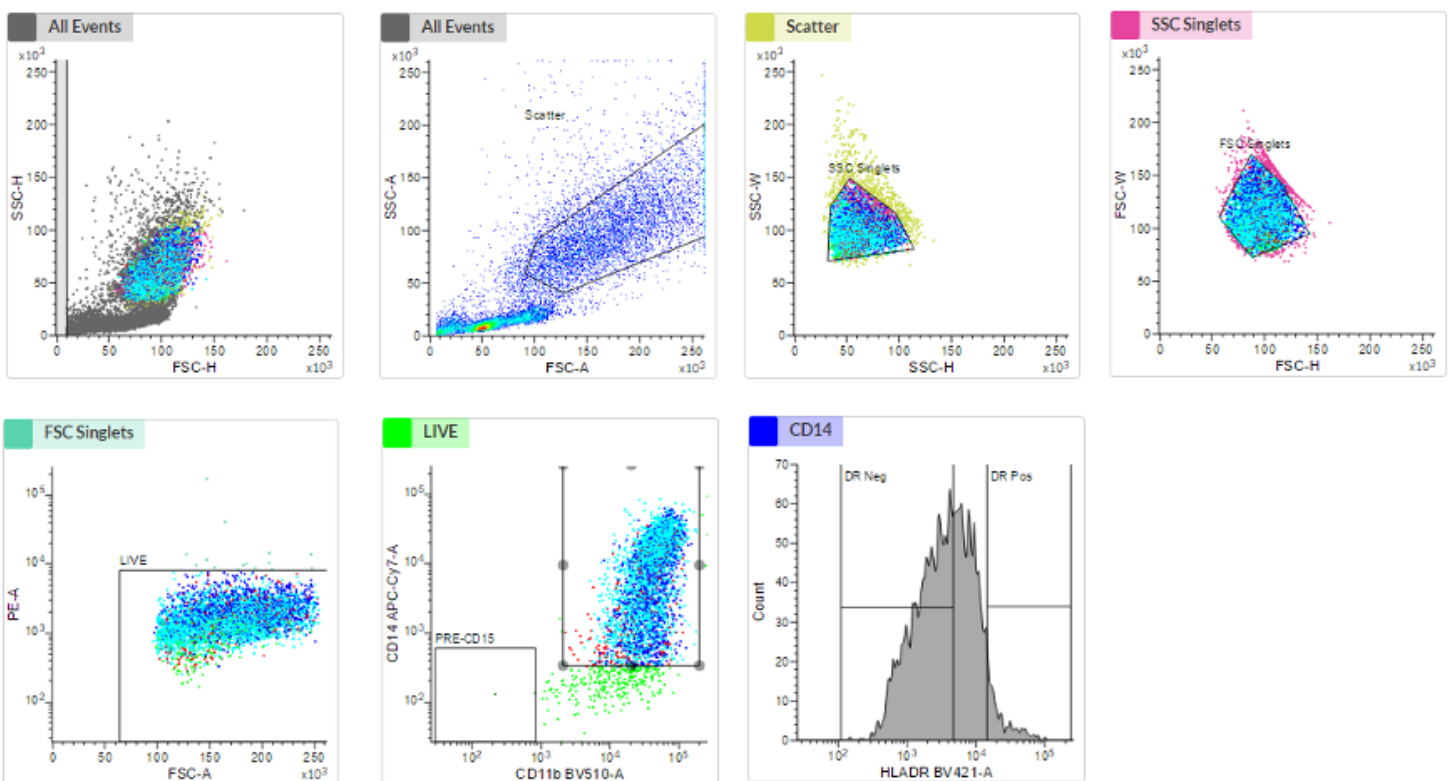 All Events
x10³
250
200
150
100
50
0
SSC-H
0 50 100 150 200 250
FSC-H x10³
All Events
x10³
250
200
150
100
50
0
SSC-A
Scatter
0 50 100 150 200 250
FSC-A x10³
Scatter
x10³
250
200
150
100
50
0
SSC-W
SSC Singlets
0 50 100 150 200 250
SSC-H x10³
SSC Singlets
x10³
250
200
150
100
50
0
FSC-W
FSC Singlets
0 50 100 150 200 250
FSC-H x10³
FSC Singlets
10⁵
10⁴
10³
10²
PE-A
LIVE
0 50 100 150 200 250
FSC-A x10³
LIVE
10⁵
10⁴
10³
10²
CD14 APC-Cy7-A
PRE-CD15
10² 10³ 10⁴ 10⁵
CD11b BV510-A
CD14
70
60
50
40
30
20
10
0
Count
DR Neg DR Pos
10² 10³ 10⁴ 10⁵
HLADR BV421-A